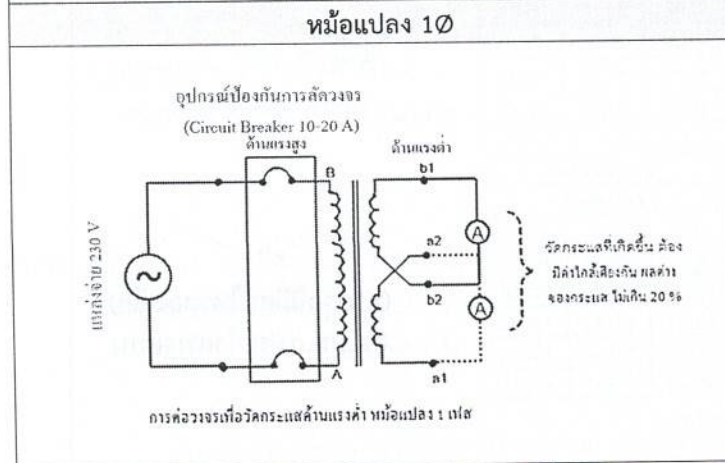 หม้อแปลง 1Ø
อุปกรณ์ป้องกันการลัดวงจร
(Circuit Breaker 10-20 A)
ด้านแรงสูง
ด้านแรงต่ำ
B
b1
แหล่งจ่าย 230 V
A
a2
b2
A
วัดกระแสที่เกิดขึ้น ต้อง
มีค่าใกล้เคียงกัน ผลต่าง
ของกระแส ไม่เกิน 20 %
A
a1
การต่อวงจรเพื่อวัดกระแสด้านแรงต่ำ หม้อแปลง 1 เฟส